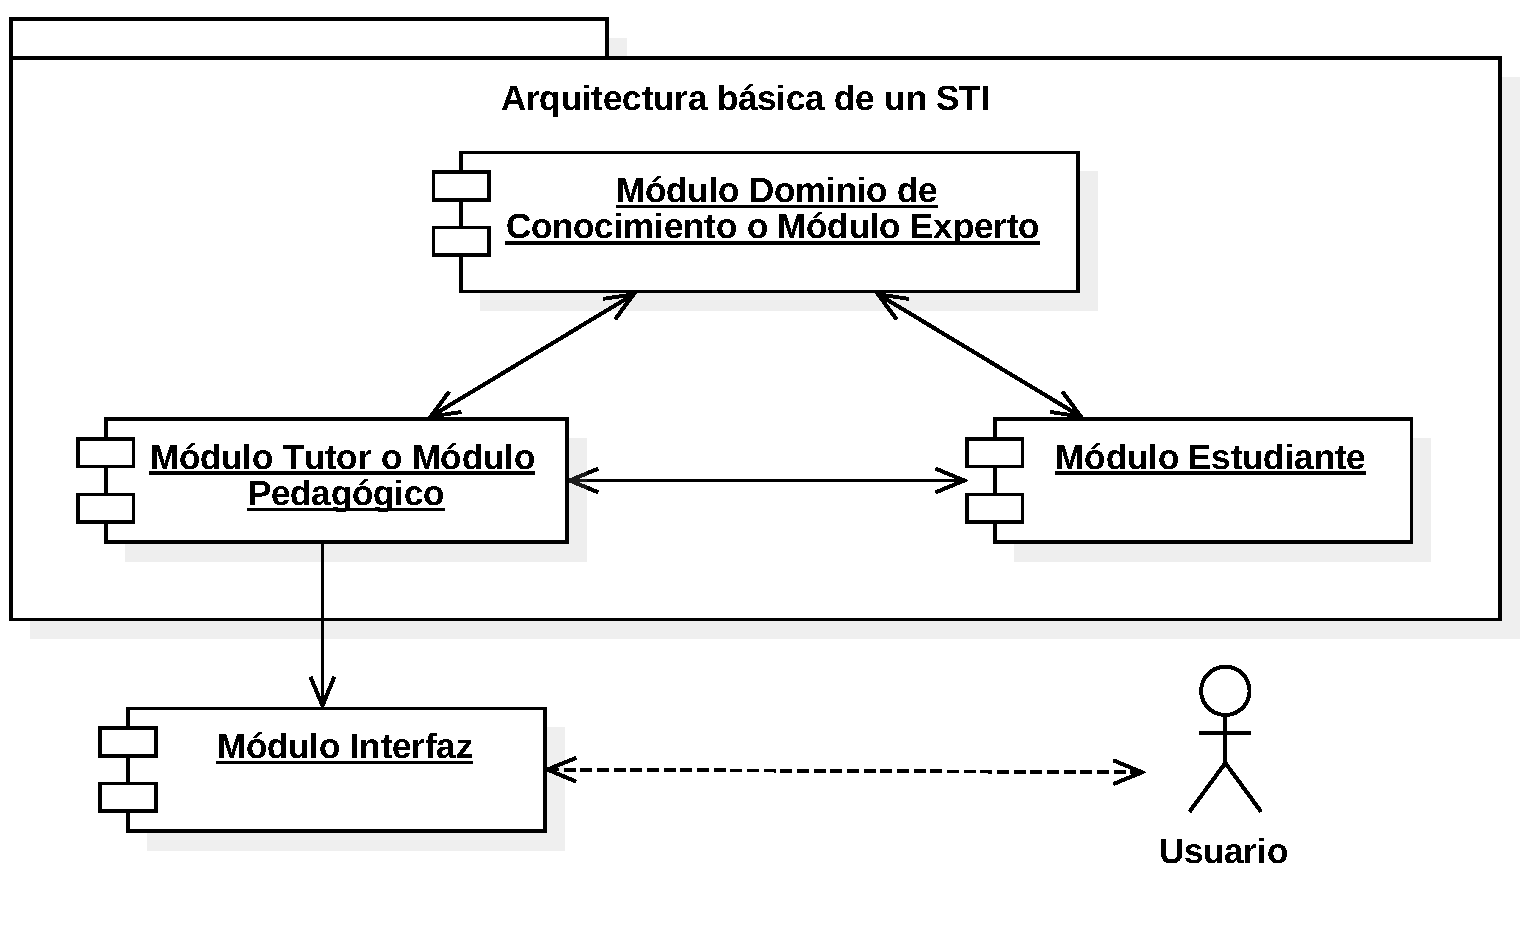 Arquitectura básica de un STI
Módulo Dominio de
Conocimiento o Módulo Experto
Módulo Tutor o Módulo
Pedagógico
Módulo Estudiante
Módulo Interfaz
Usuario